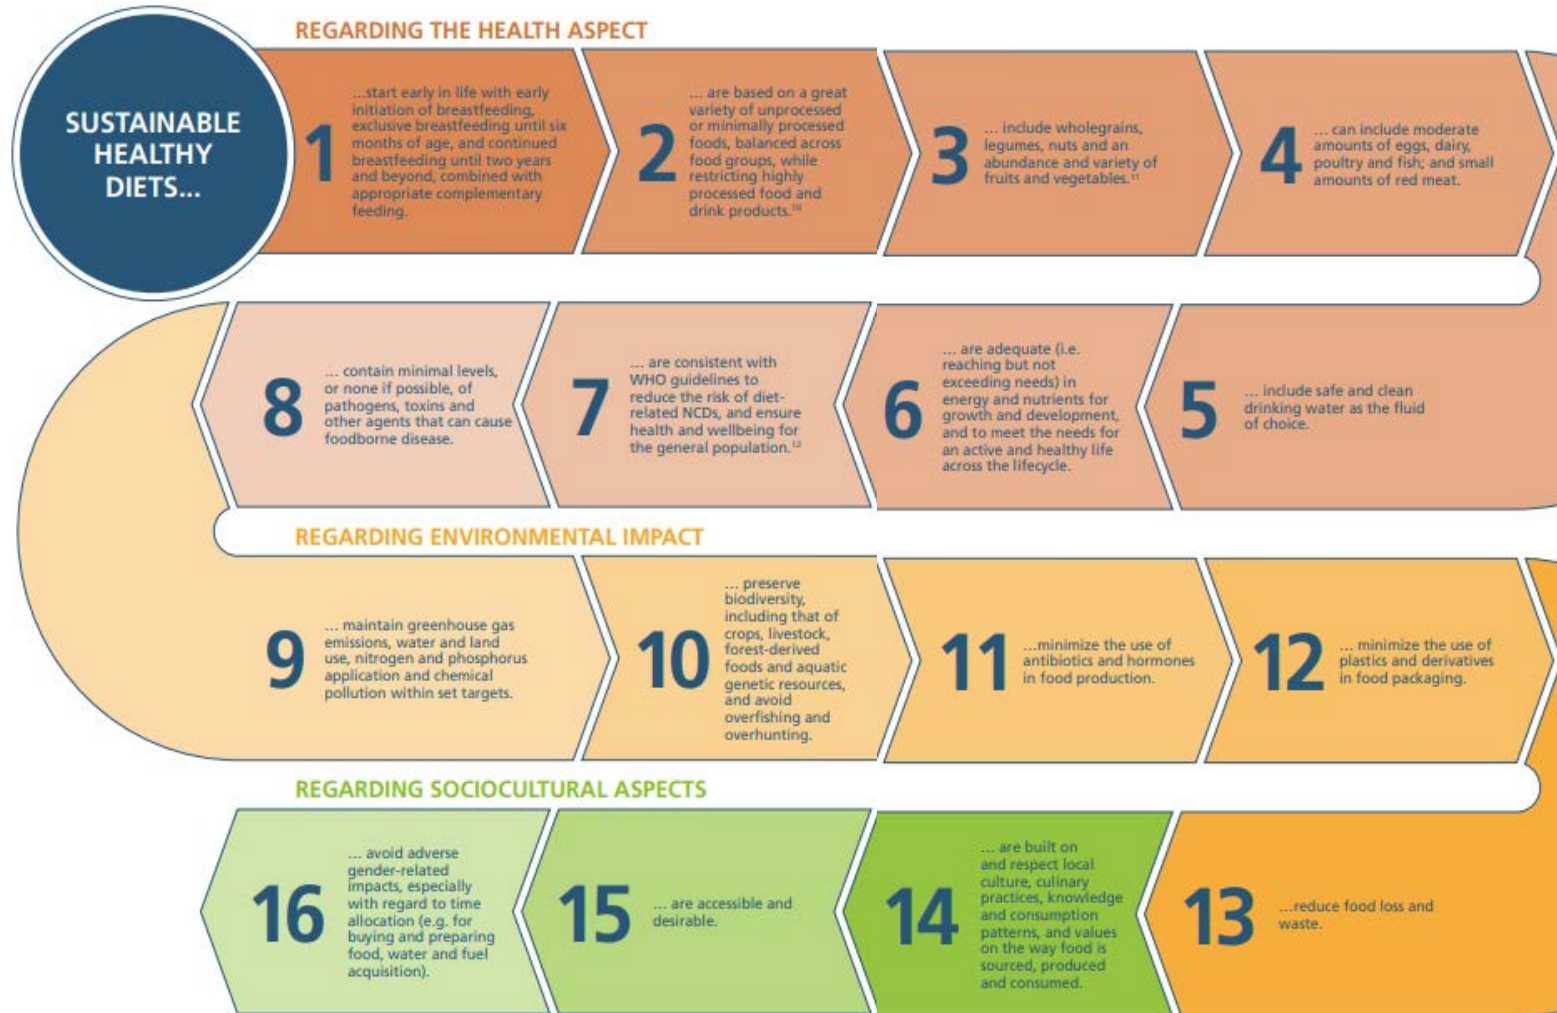 REGARDING THE HEALTH ASPECT
SUSTAINABLE
HEALTHY
DIETS...
1
...start early in life with early
initiation of breastfeeding,
exclusive breastfeeding until six
months of age, and continued
breastfeeding until two years
and beyond, combined with
appropriate complementary
feeding.
2
... are based on a great
variety of unprocessed
or minimally processed
foods, balanced across
food groups, while
restricting highly
processed food and
drink products.¹⁰
3
... include wholegrains,
legumes, nuts and an
abundance and variety of
fruits and vegetables.¹¹
4
... can include moderate
amounts of eggs, dairy,
poultry and fish; and small
amounts of red meat.
5
... include safe and clean
drinking water as the fluid
of choice.
6
... are adequate (i.e.
reaching but not
exceeding needs) in
energy and nutrients for
growth and development,
and to meet the needs for
an active and healthy life
across the lifecycle.
7
... are consistent with
WHO guidelines to
reduce the risk of diet-
related NCDs, and ensure
health and wellbeing for
the general population.¹²
8
... contain minimal levels,
or none if possible, of
pathogens, toxins and
other agents that can cause
foodborne disease.
REGARDING ENVIRONMENTAL IMPACT
9
... maintain greenhouse gas
emissions, water and land
use, nitrogen and phosphorus
application and chemical
pollution within set targets.
10
... preserve
biodiversity,
including that of
crops, livestock,
forest-derived
foods and aquatic
genetic resources,
and avoid
overfishing and
overhunting.
11
...minimize the use of
antibiotics and hormones
in food production.
12
... minimize the use of
plastics and derivatives
in food packaging.
13
...reduce food loss and
waste.
REGARDING SOCIOCULTURAL ASPECTS
14
... are built on
and respect local
culture, culinary
practices, knowledge
and consumption
patterns, and values
on the way food is
sourced, produced
and consumed.
15
... are accessible and
desirable.
16
... avoid adverse
gender-related
impacts, especially
with regard to time
allocation (e.g. for
buying and preparing
food, water and fuel
acquisition).